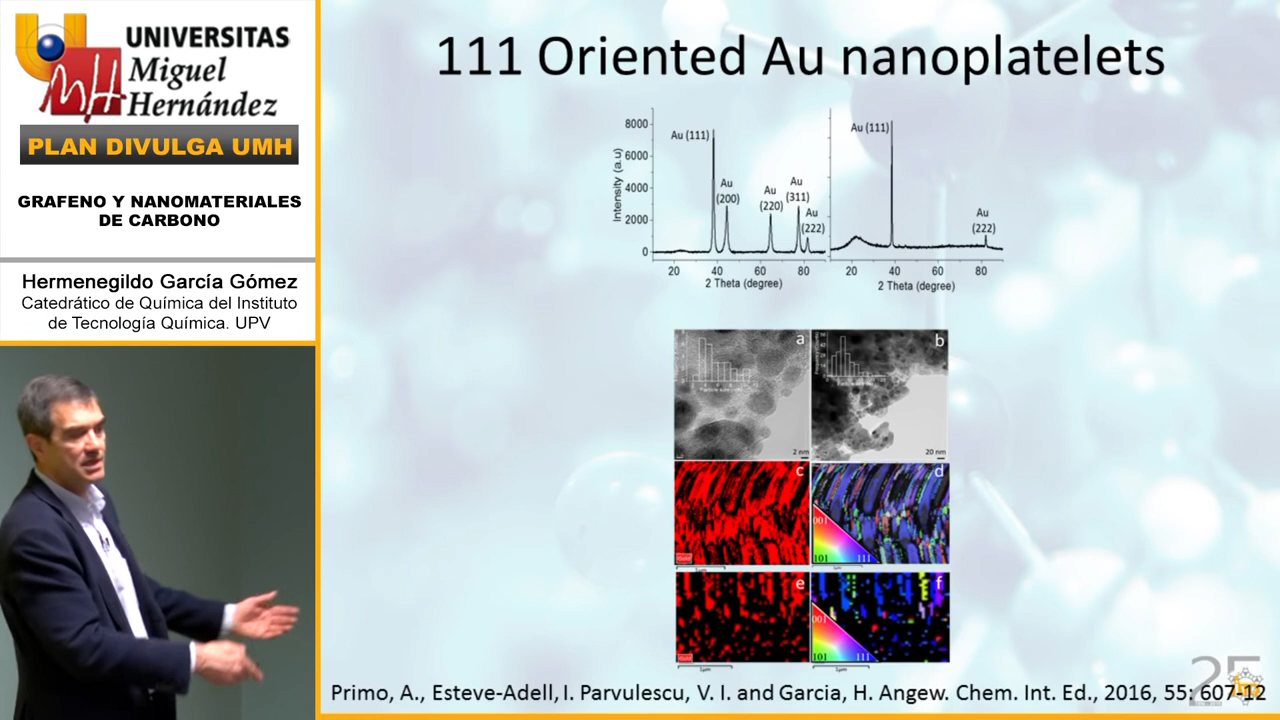 UNIVERSITAS
Miguel
Hernández
PLAN DIVULGA UMH
GRAFENO Y NANOMATERIALES
DE CARBONO
Hermenegildo García Gómez
Catedrático de Química del Instituto
de Tecnología Química. UPV
111 Oriented Au nanoplatelets
Intensity (a.u)
8000
6000
4000
2000
0
Au (111)
Au
(200)
Au
(220)
Au
(311)
Au
(222)
20 40 60 80
2 Theta (degree)
Au (111)
Au
(222)
20 40 60 80
2 Theta (degree)
a
2 nm
b
20 nm
c
d
001
101 111
e
f
001
101 111
1µm
1µm
Primo, A., Esteve-Adell, I. Parvulescu, V. I. and Garcia, H. Angew. Chem. Int. Ed., 2016, 55: 607-12
25